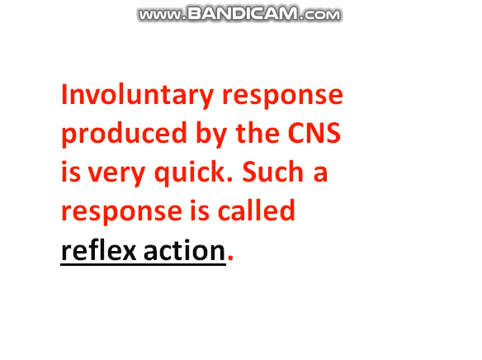 www.BANDICAM.com
Involuntary response
produced by the CNS
is very quick. Such a
response is called
reflex action.